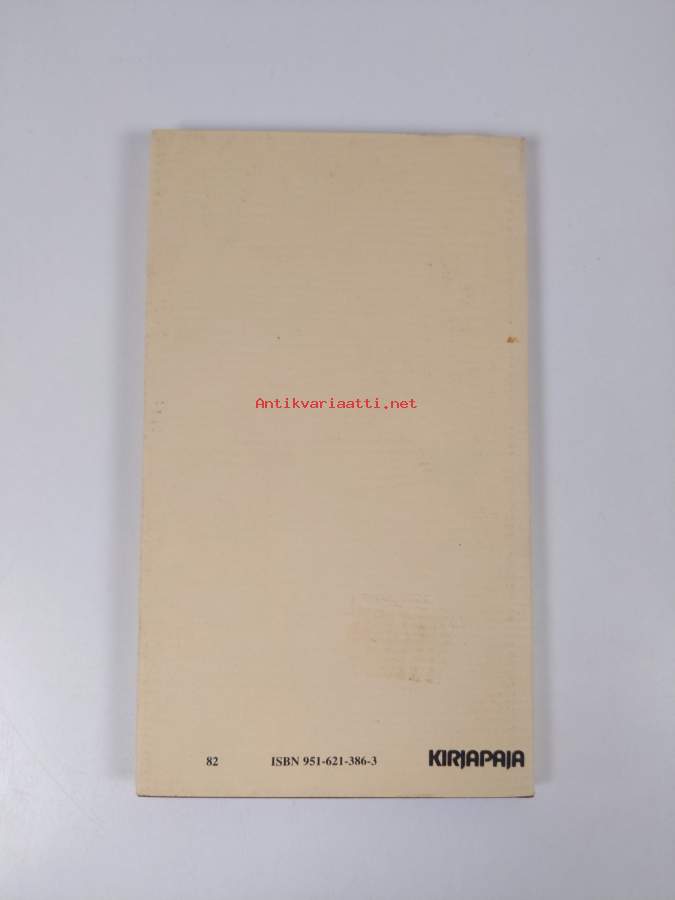 Antikvariaatti.net
82 ISBN 951-621-386-3 KIRJAPAJA